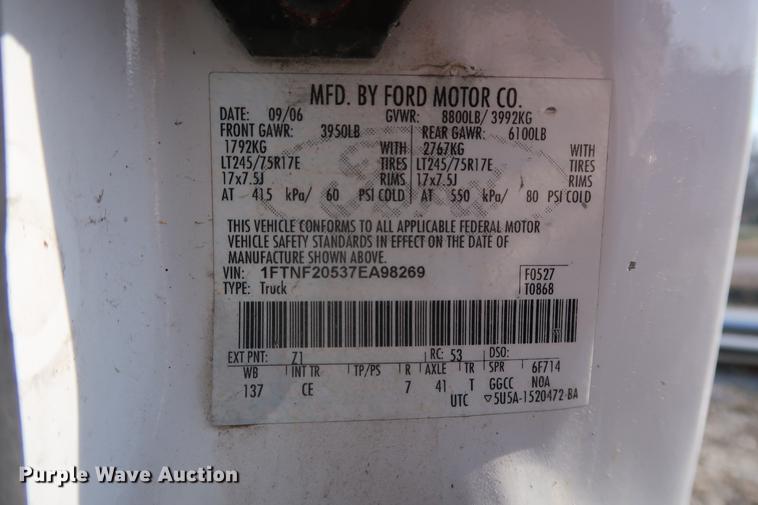 MFD. BY FORD MOTOR CO.
DATE: 09/06 GVWR: 8800LB/ 3992KG
FRONT GAWR: 3950LB REAR GAWR: 6100LB
1792KG WITH 2767KG WITH
LT245/75R17E TIRES LT245/75R17E TIRES
17x7.5J RIMS 17x7.5J RIMS
AT 415 kPa/ 60 PSI COLD AT 550 kPa/ 80 PSI COLD
THIS VEHICLE CONFORMS TO ALL APPLICABLE FEDERAL MOTOR
VEHICLE SAFETY STANDARDS IN EFFECT ON THE DATE OF
MANUFACTURE SHOWN ABOVE.
VIN: 1FTNF20537EA98269 F0527
TYPE: Truck T0868
EXT PNT: Z1 RC: 53 DSO:
WB INT TR TP/PS R AXLE TR SPR 6F714
137 CE 7 41 T GGCC NOA
UTC ▽5U5A-1520472-BA
Purple Wave Auction